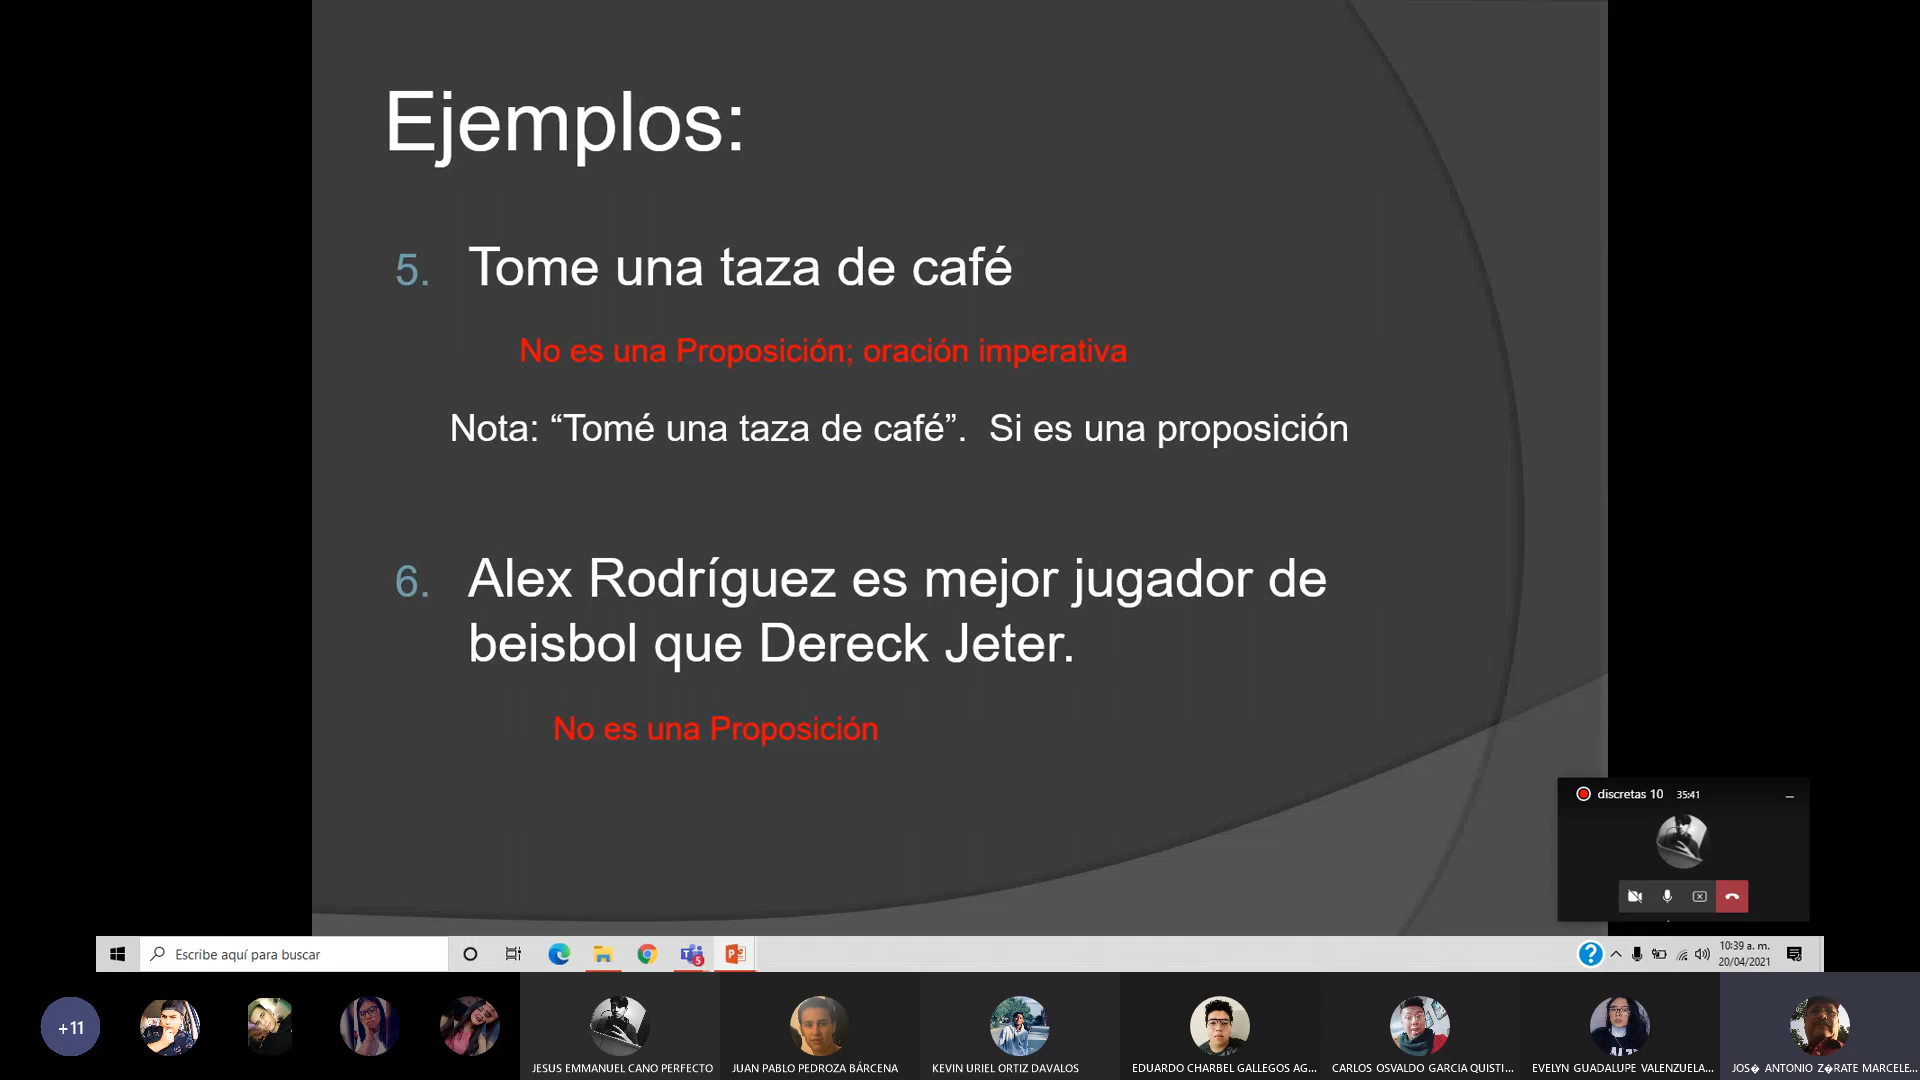 Ejemplos:
5. Tome una taza de café
No es una Proposición; oración imperativa
Nota: “Tomé una taza de café”. Si es una proposición
6. Alex Rodríguez es mejor jugador de
beisbol que Dereck Jeter.
No es una Proposición
discretas 10 35:41
Escribe aquí para buscar
10:39 a. m.
20/04/2021
+11
JESUS EMMANUEL CANO PERFECTO
JUAN PABLO PEDROZA BÁRCENA
KEVIN URIEL ORTIZ DAVALOS
EDUARDO CHARBEL GALLEGOS AG...
CARLOS OSVALDO GARCIA QUISTI...
EVELYN GUADALUPE VALENZUELA...
JOS� ANTONIO Z�RATE MARCELE...